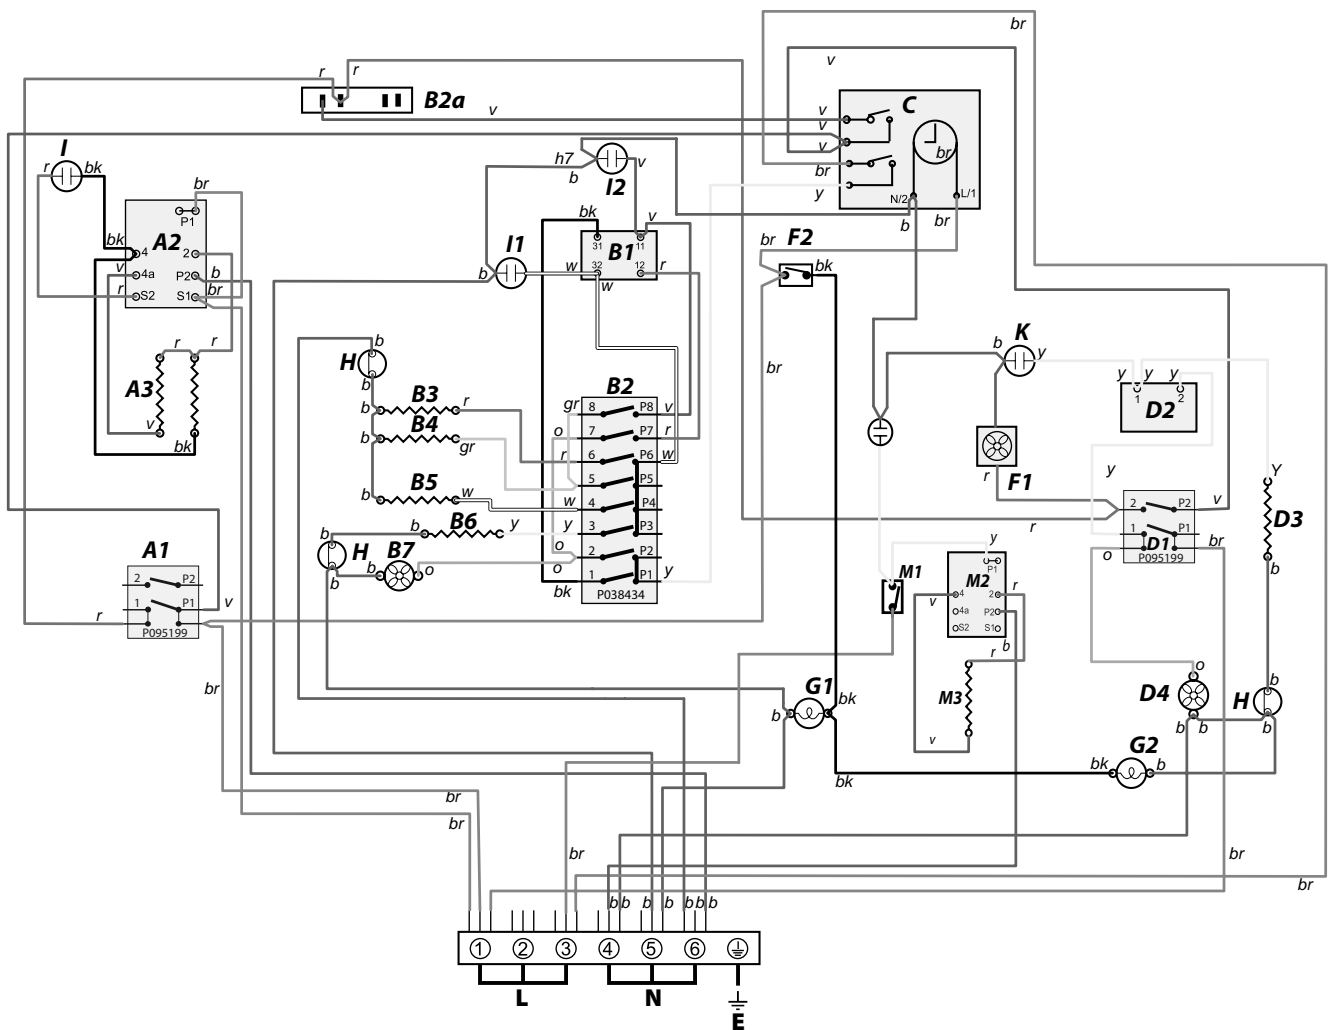 br
r r
v
B2a
C
v
I
v
v
r bk
h7
b
v
br
br
I2
br
y
N/2
L/1
P1
bk
v
br
b
A2
bk
4
2
I1
31
11
B1
br
F2
v
4a
P2
b
b
w
32
12
r
bk
r
S2
S1
br
w
b
K
b
y
r r
H
br
y y y
A3
b
B2
1
2
D2
b
B3
r
gr
8
P8
v
B4
o
7
P7
r
v
b
gr
bk
r
6
P6
w
F1
y
Y
B5
5
P5
r
b
w
w
4
P4
2
P2
v
B6
D3
b
y
y
3
P3
r
1
P1
A1
H
B7
o
2
P2
y
o
D1
br
2
P2
b
b
o
o
1
P1
y
M1
P1
P095199
1
P1
v
bk
P038434
M2
b
r
v
4
2
r
P095199
4a
P2
S2
S1
b
r
o
b
br
G1
M3
D4
H
b
bk
b b
b
v
G2
bk
b
bk
br
br
br
br
br
b b b b b b b
1 2 3 4 5 6
L N
E